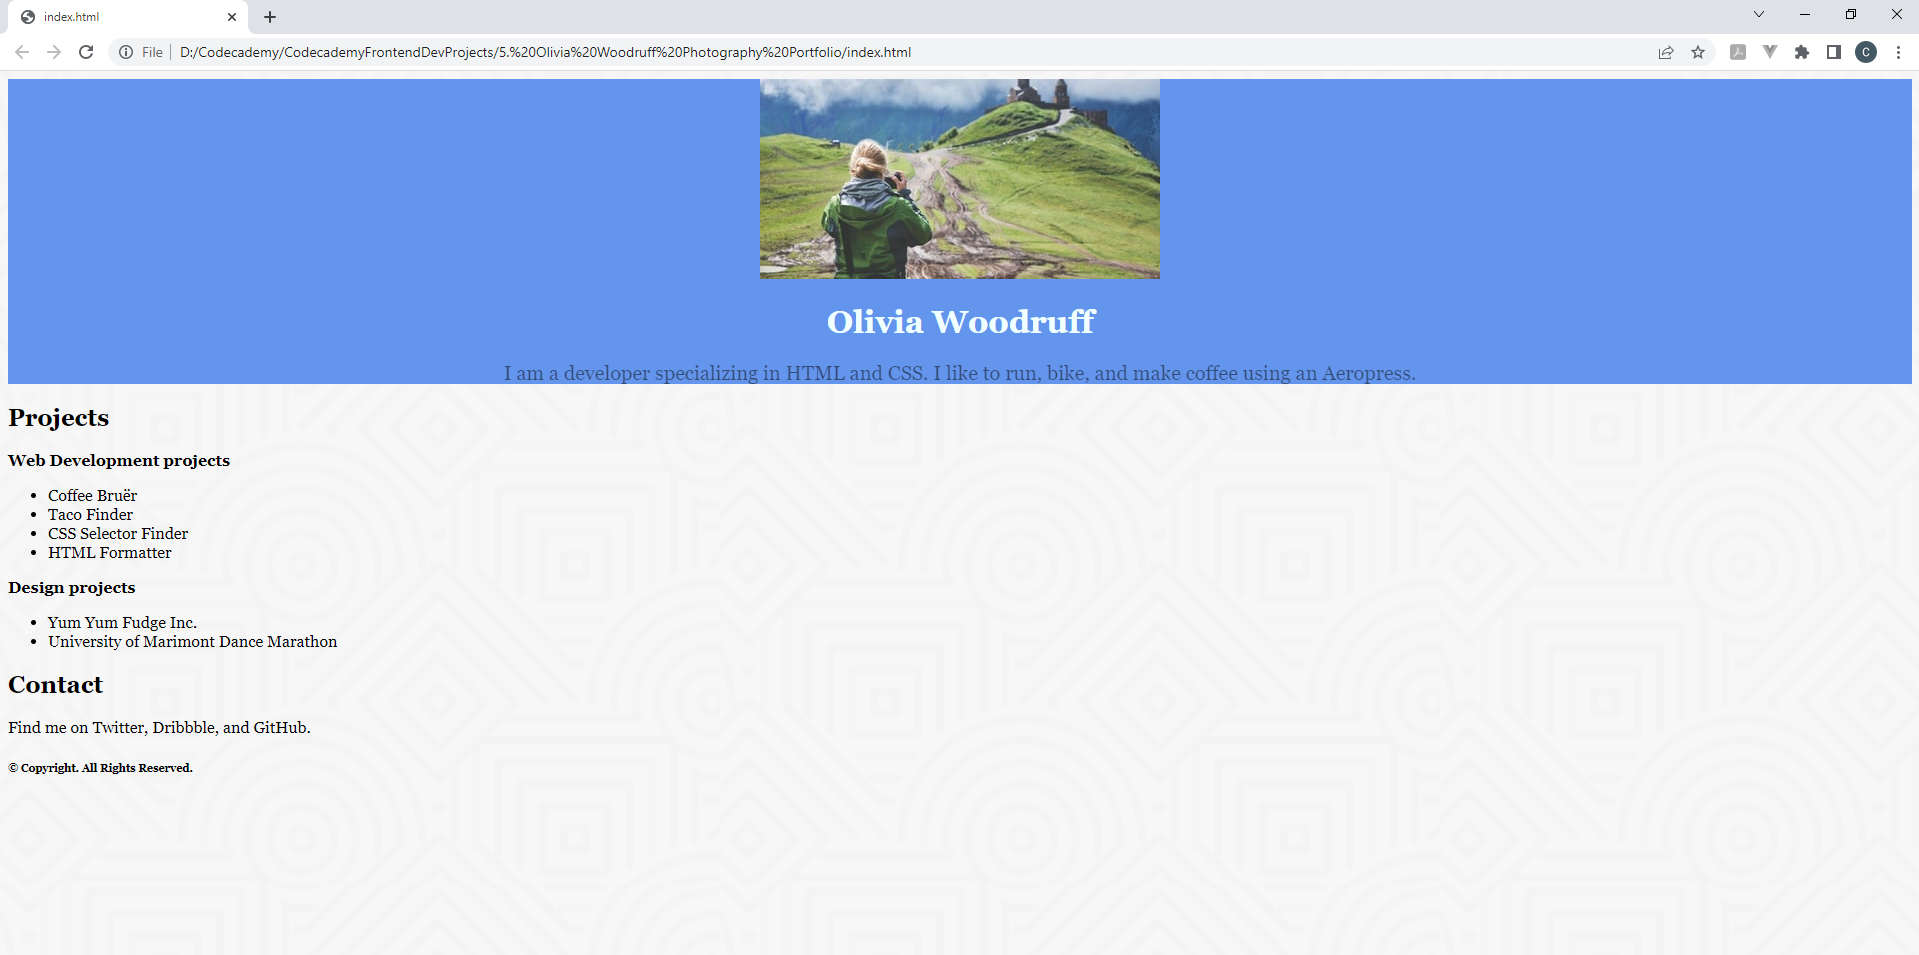 index.html
File
D:/Codecademy/CodecademyFrontendDevProjects/5.%20Olivia%20Woodruff%20Photography%20Portfolio/index.html
C
Olivia Woodruff
I am a developer specializing in HTML and CSS. I like to run, bike, and make coffee using an Aeropress.
Projects
Web Development projects
• Coffee Bruër
• Taco Finder
• CSS Selector Finder
• HTML Formatter
Design projects
• Yum Yum Fudge Inc.
• University of Marimont Dance Marathon
Contact
Find me on Twitter, Dribbble, and GitHub.
© Copyright. All Rights Reserved.